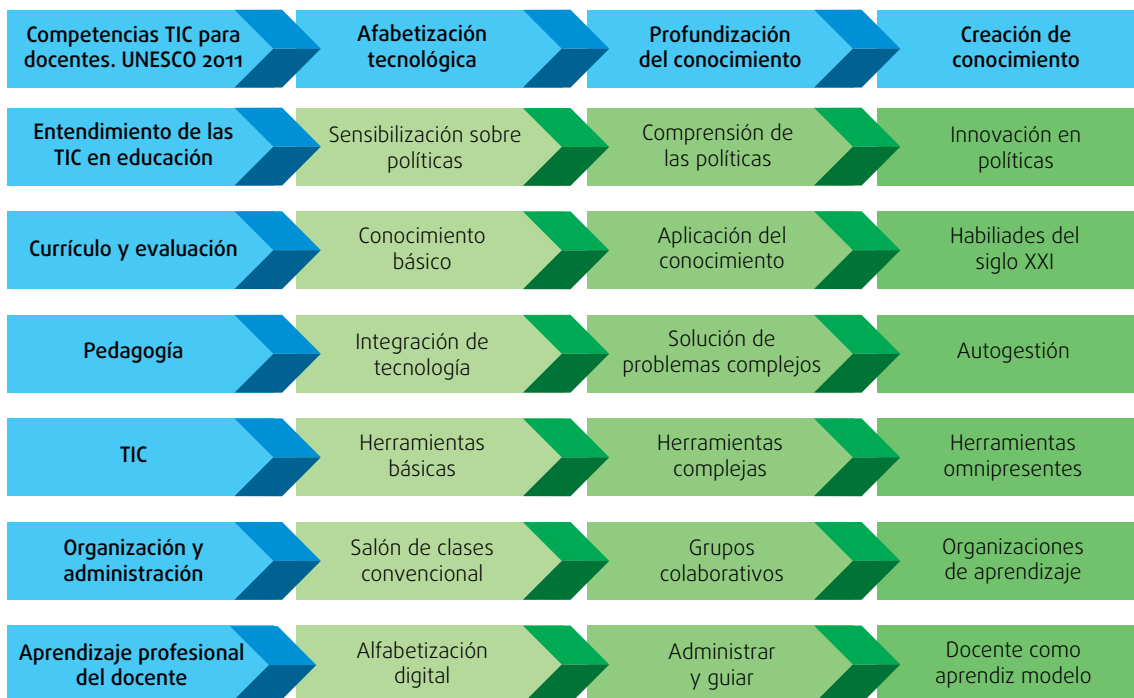 Competencias TIC para
docentes. UNESCO 2011
Afabetización
tecnológica
Profundización
del conocimiento
Creación de
conocimiento
Entendimiento de las
TIC en educación
Sensibilización sobre
políticas
Comprensión de
las políticas
Innovación en
políticas
Currículo y evaluación
Conocimiento
básico
Aplicación del
conocimiento
Habiliades del
siglo XXI
Pedagogía
Integración de
tecnología
Solución de
problemas complejos
Autogestión
TIC
Herramientas
básicas
Herramientas
complejas
Herramientas
omnipresentes
Organización y
administración
Salón de clases
convencional
Grupos
colaborativos
Organizaciones
de aprendizaje
Aprendizaje profesional
del docente
Alfabetización
digital
Administrar
y guiar
Docente como
aprendiz modelo